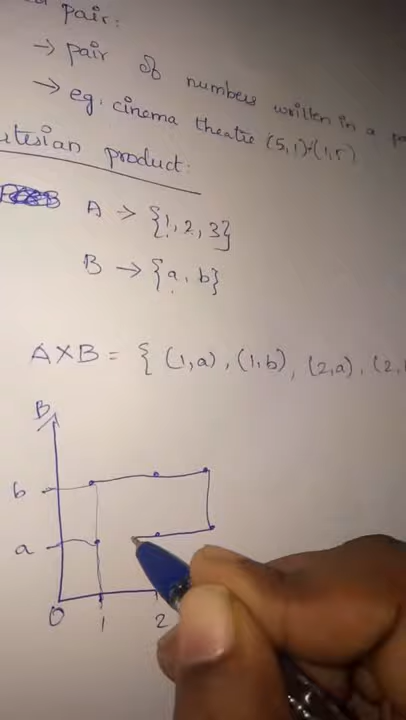 pair:
→ pair of numbers written in a
→ eg: cinema theatre (5,1)≠(1,5)
product:
A → {1, 2, 3}
B → {a, b}
A×B = { (1,a), (1,b), (2,a), (2,
B
b
a
0 1 2